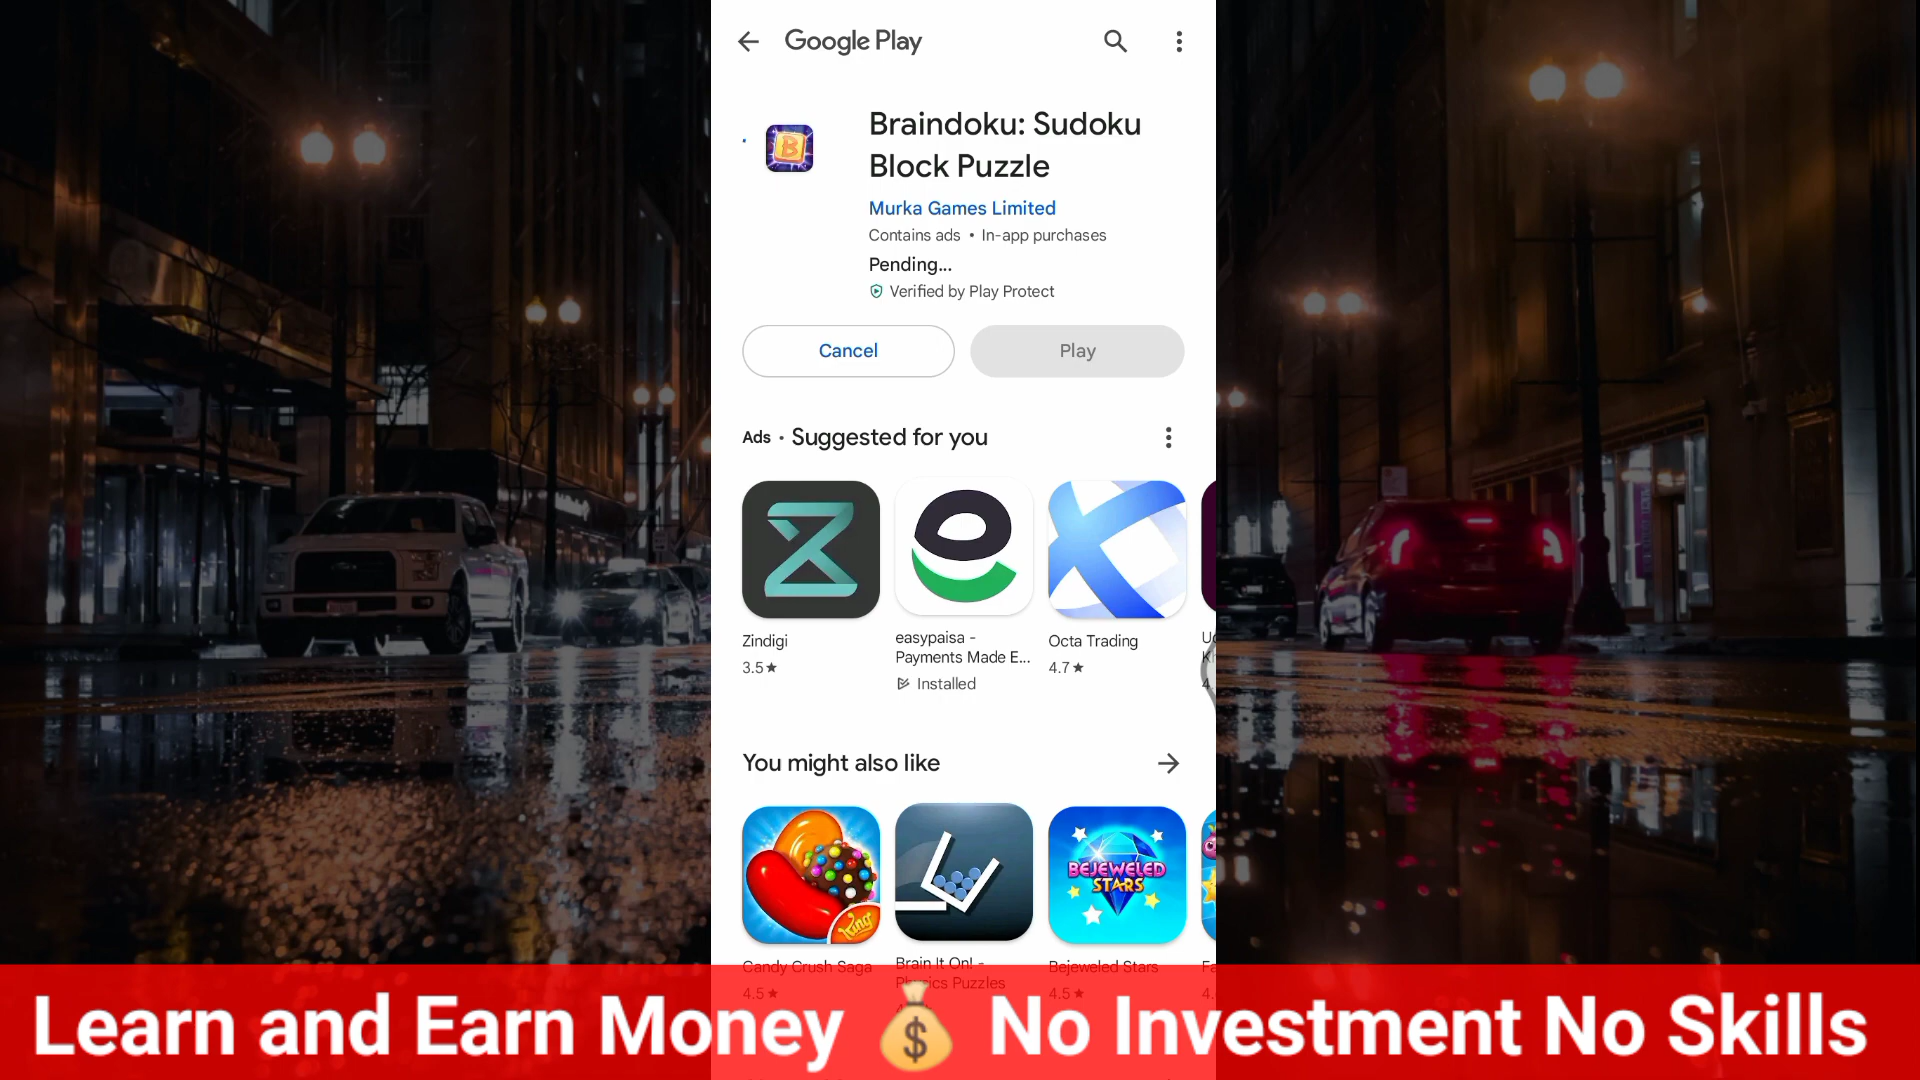 Google Play
B
Braindoku: Sudoku
Block Puzzle
Murka Games Limited
Contains ads • In-app purchases
Pending...
Verified by Play Protect
Cancel
Play
Ads • Suggested for you
Zindigi
3.5★
easypaisa -
Payments Made E...
Installed
Octa Trading
4.7★
You might also like
King
BEJEWELED
STARS
Candy Crush Saga
4.5★
Brain It On! -
Physics Puzzles
Bejeweled Stars
4.5★
Learn and Earn Money 💰 No Investment No Skills